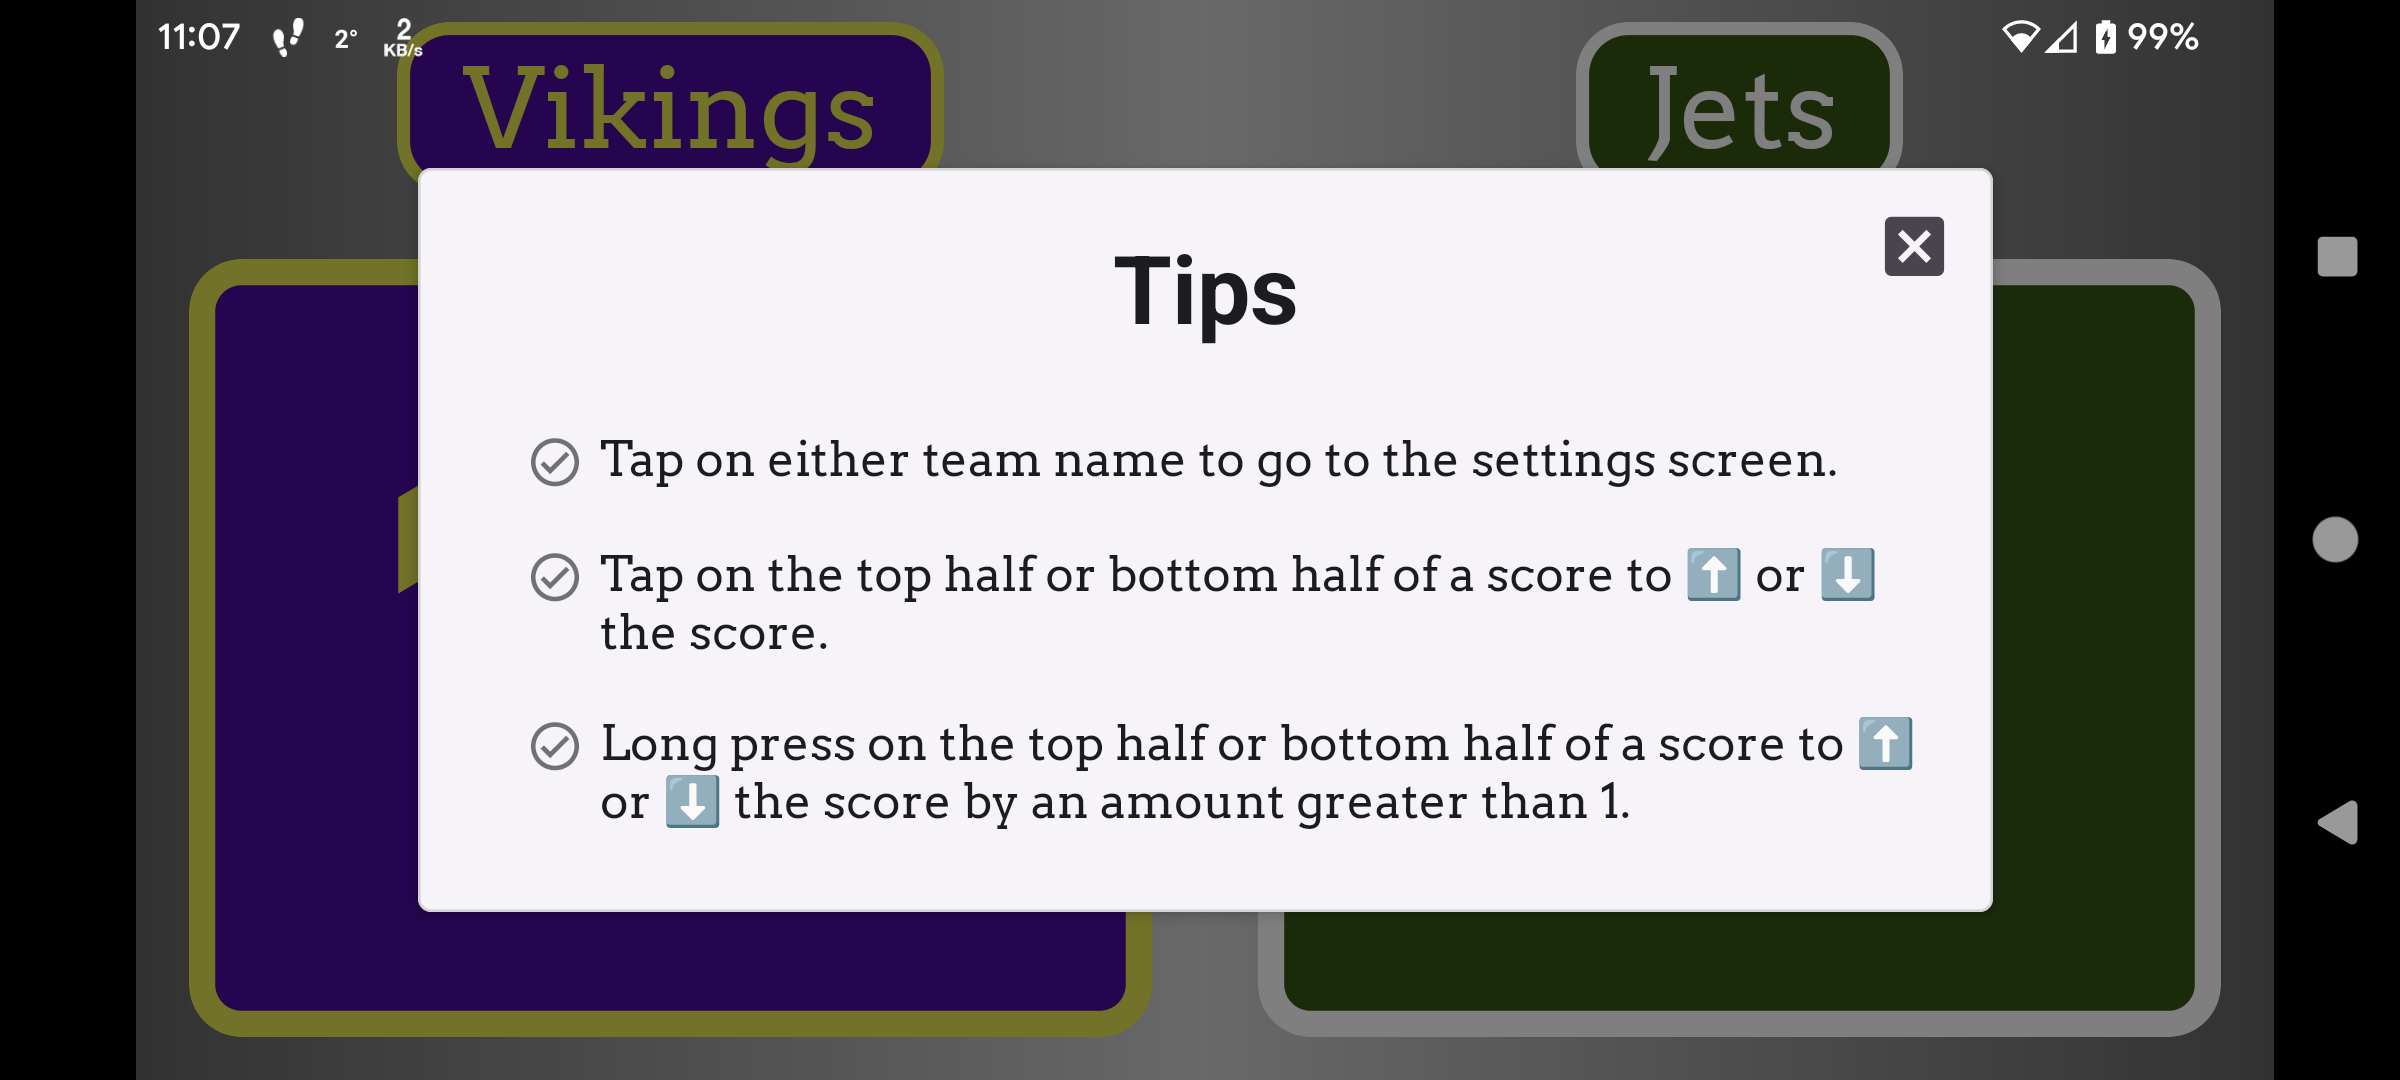 11:07 2° 2 KB/s 99%
Vikings Jets
Tips
Tap on either team name to go to the settings screen.
Tap on the top half or bottom half of a score to ⬆️ or ⬇️
the score.
Long press on the top half or bottom half of a score to ⬆️
or ⬇️ the score by an amount greater than 1.